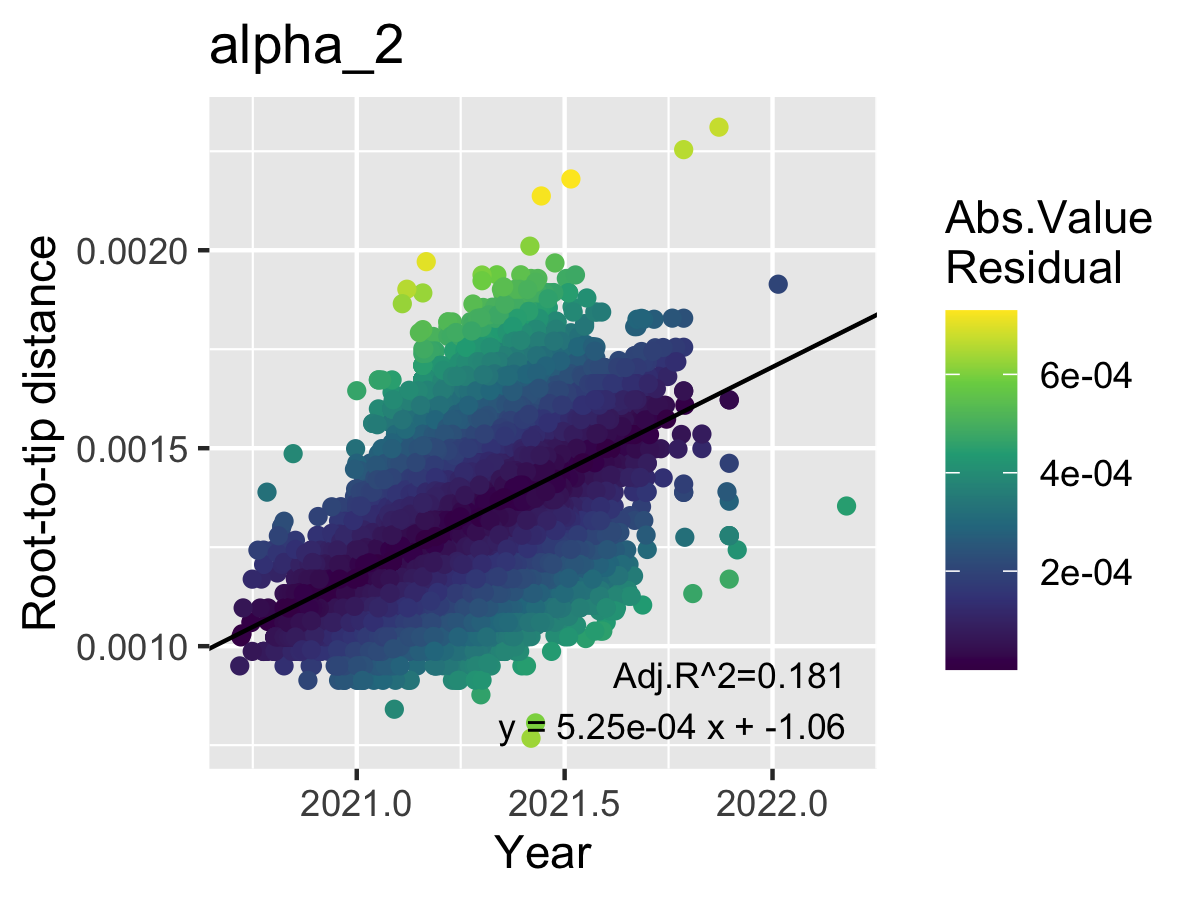 alpha_2
Root-to-tip distance
0.0020
0.0015
0.0010
Adj.R^2=0.181
y = 5.25e-04 x + -1.06
2021.0
2021.5
2022.0
Year
Abs.Value
Residual
6e-04
4e-04
2e-04